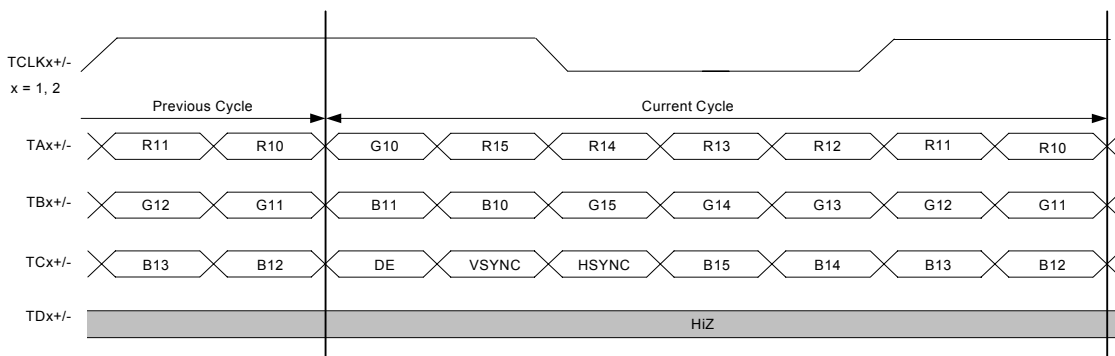 TCLKx+/-
x = 1, 2
Previous Cycle
Current Cycle
TAx+/- R11 R10 G10 R15 R14 R13 R12 R11 R10
TBx+/- G12 G11 B11 B10 G15 G14 G13 G12 G11
TCx+/- B13 B12 DE VSYNC HSYNC B15 B14 B13 B12
TDx+/- HiZ